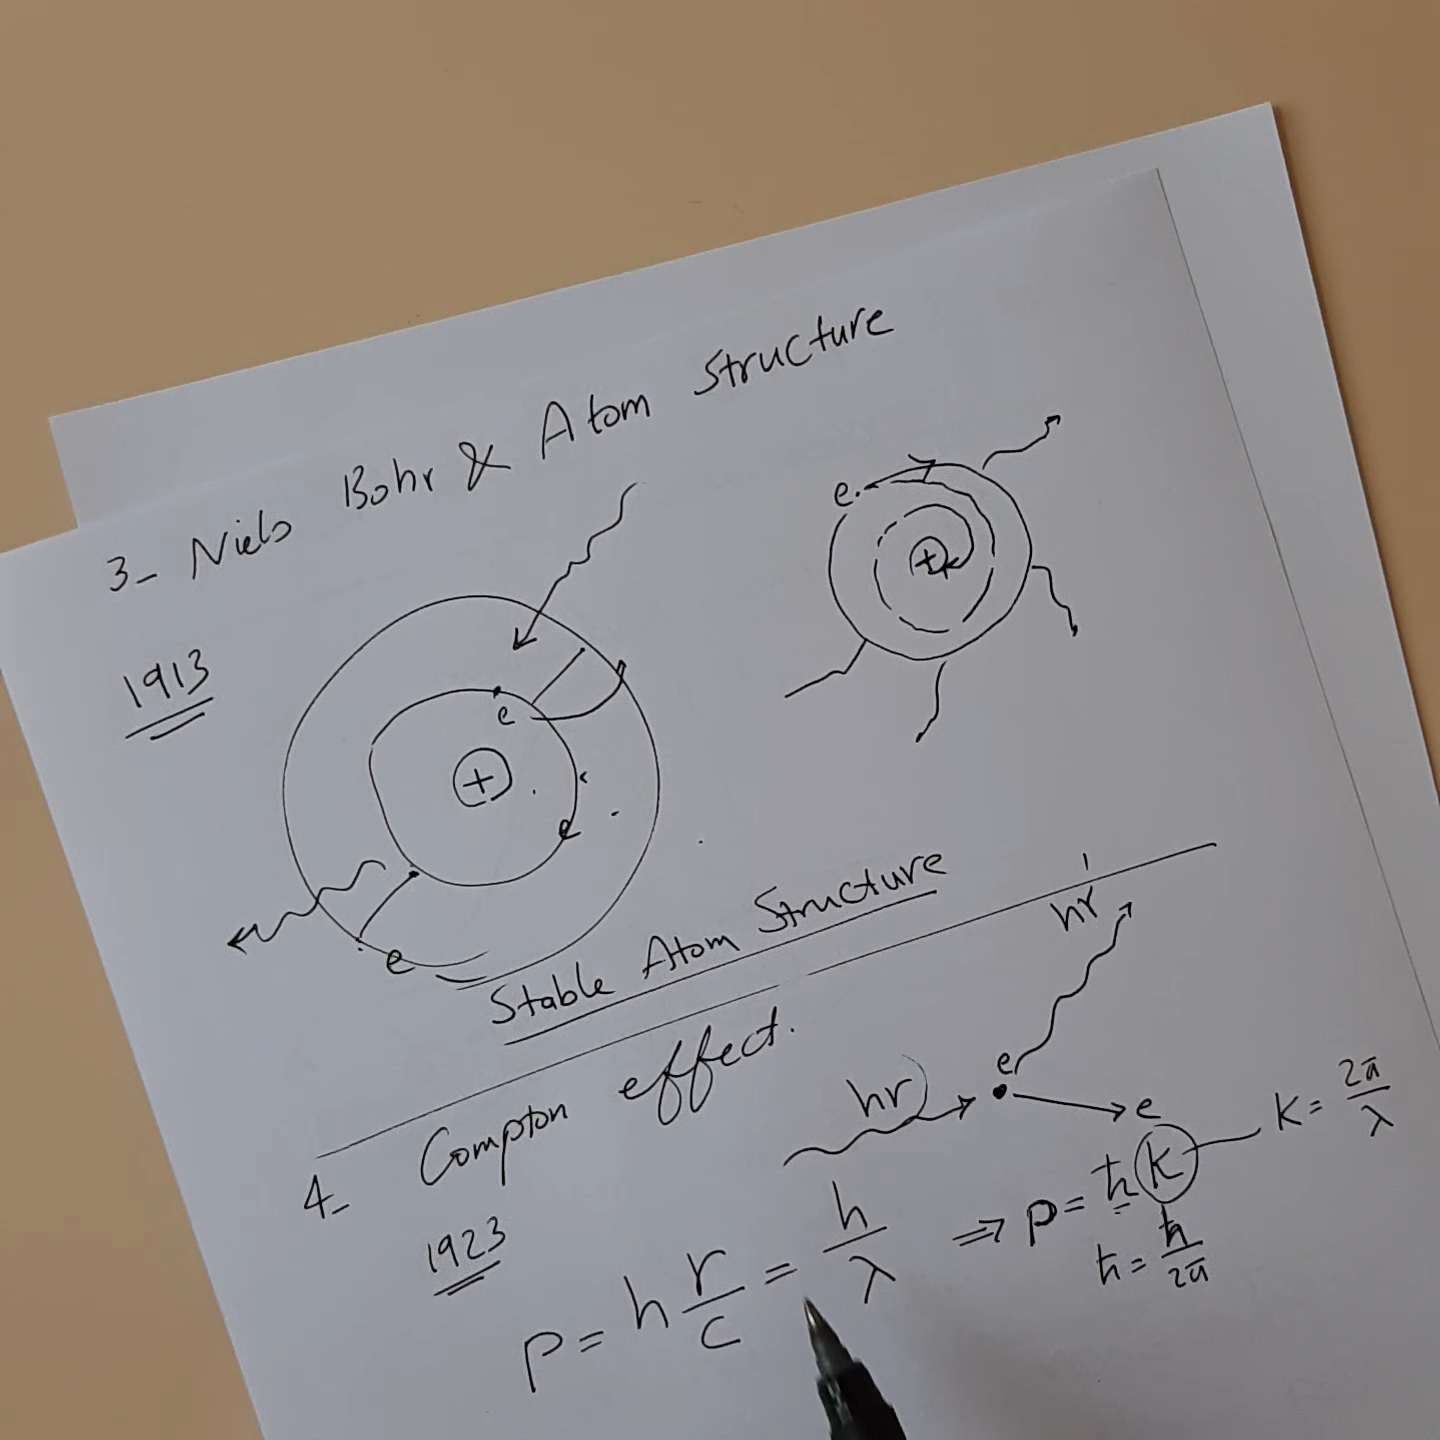 3- Niels Bohr & Atom Structure
1913
e
+
e
e
e.
+
Stable Atom Structure
4- Compton effect.
1923
hν
e
hν'
e
P = h ν/c = h/λ ⇒ P = ħ k
k = 2π/λ
ħ = ħ/2π